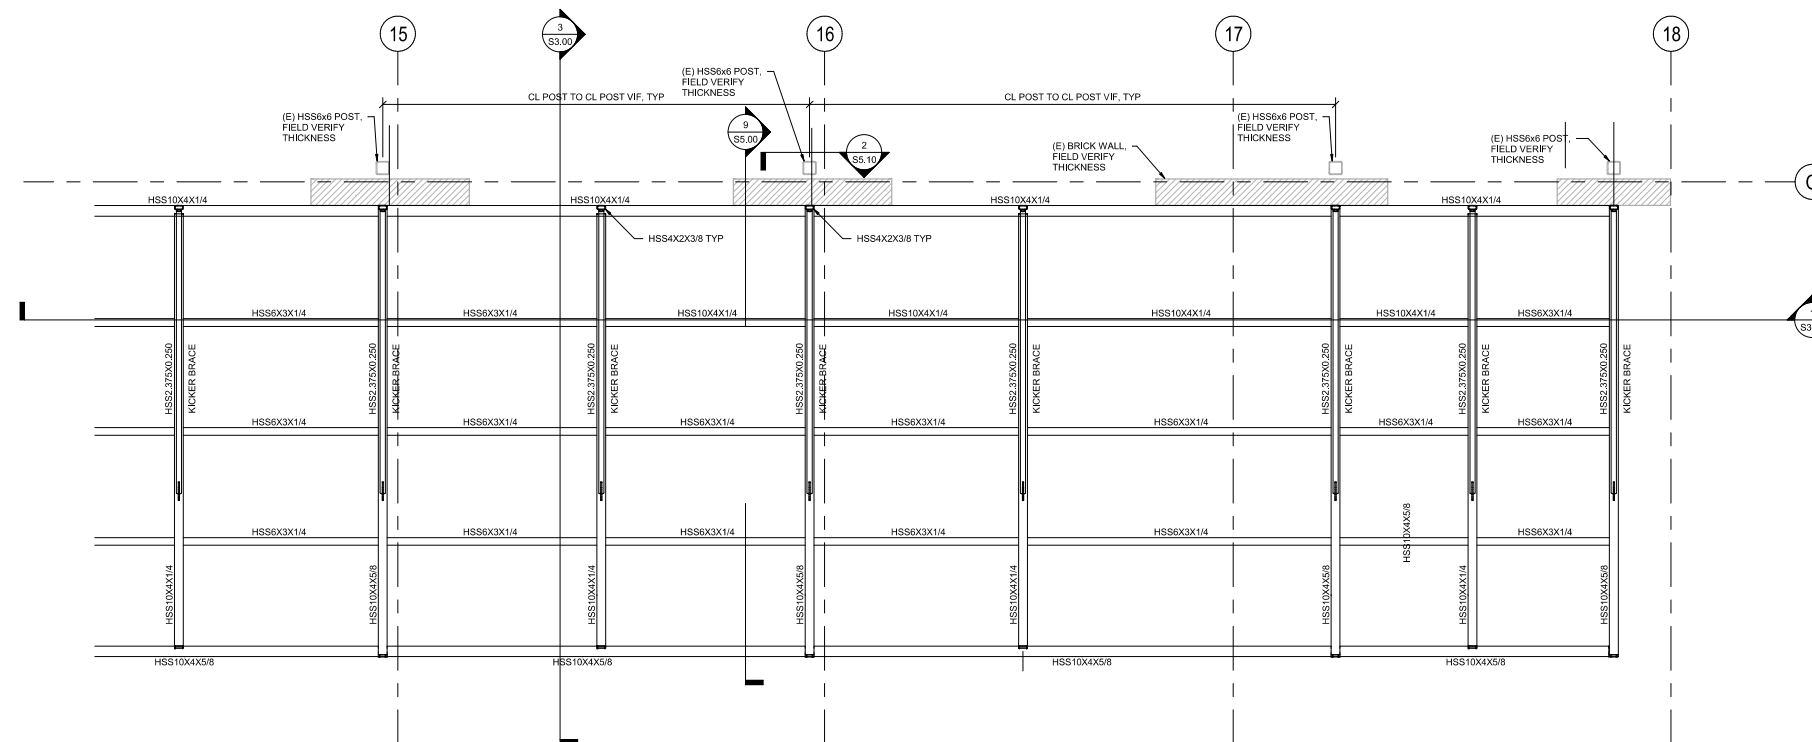 15
3
S3.00
16
17
18
(E) HSS6x6 POST,
FIELD VERIFY
THICKNESS
CL POST TO CL POST VIF, TYP
CL POST TO CL POST VIF, TYP
(E) HSS6x6 POST,
FIELD VERIFY
THICKNESS
9
S5.00
2
S5.10
(E) BRICK WALL,
FIELD VERIFY
THICKNESS
(E) HSS6x6 POST,
FIELD VERIFY
THICKNESS
(E) HSS6x6 POST,
FIELD VERIFY
THICKNESS
HSS10X4X1/4
HSS10X4X1/4
HSS10X4X1/4
HSS10X4X1/4
HSS4X2X3/8 TYP
HSS4X2X3/8 TYP
HSS6X3X1/4
HSS6X3X1/4
HSS10X4X1/4
HSS10X4X1/4
HSS10X4X1/4
HSS10X4X1/4
HSS6X3X1/4
HSS2.375X0.250
KICKER BRACE
HSS2.375X0.250
KICKER BRACE
HSS2.375X0.250
KICKER BRACE
HSS2.375X0.250
KICKER BRACE
HSS2.375X0.250
KICKER BRACE
HSS2.375X0.250
KICKER BRACE
HSS2.375X0.250
KICKER BRACE
HSS2.375X0.250
KICKER BRACE
HSS6X3X1/4
HSS6X3X1/4
HSS6X3X1/4
HSS6X3X1/4
HSS6X3X1/4
HSS6X3X1/4
HSS6X3X1/4
HSS6X3X1/4
HSS6X3X1/4
HSS6X3X1/4
HSS6X3X1/4
HSS6X3X1/4
HSS10X4X5/8
HSS6X3X1/4
HSS10X4X1/4
HSS10X4X5/8
HSS10X4X1/4
HSS10X4X5/8
HSS10X4X1/4
HSS10X4X5/8
HSS10X4X1/4
HSS10X4X5/8
HSS10X4X5/8
HSS10X4X5/8
HSS10X4X5/8
HSS10X4X5/8